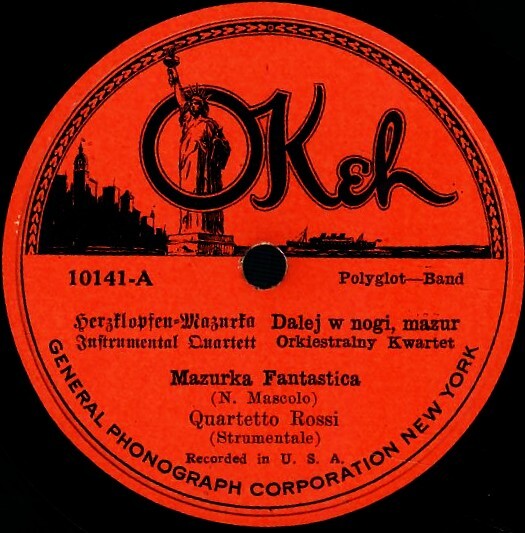 OKeh
10141-A
Polyglot—Band
Herzklopfen-Mazurka
Instrumental Quartett
Dalej w nogi, mazur
Orkiestralny Kwartet
Mazurka Fantastica
(N. Mascolo)
Quartetto Rossi
(Strumentale)
Recorded in U. S. A.
GENERAL PHONOGRAPH CORPORATION NEW YORK